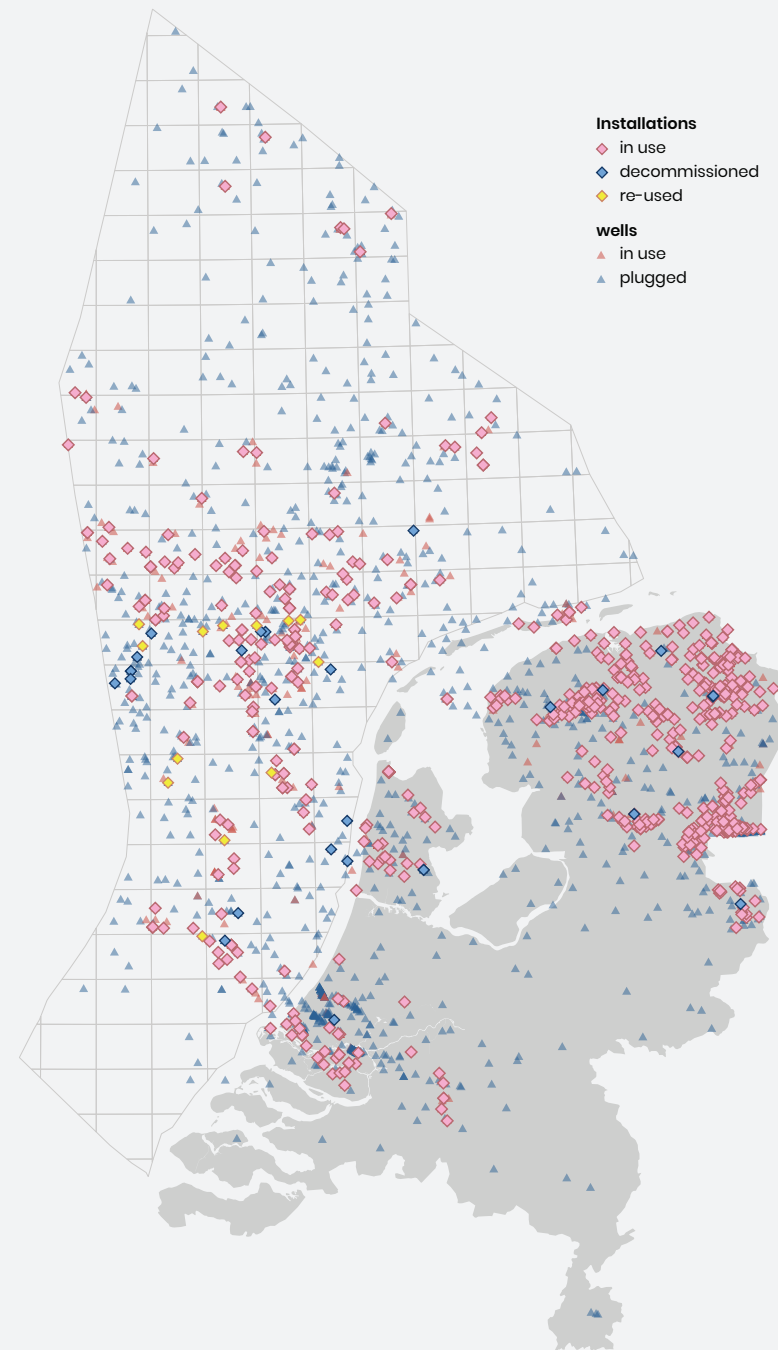 Installations
in use
decommissioned
re-used
wells
in use
plugged